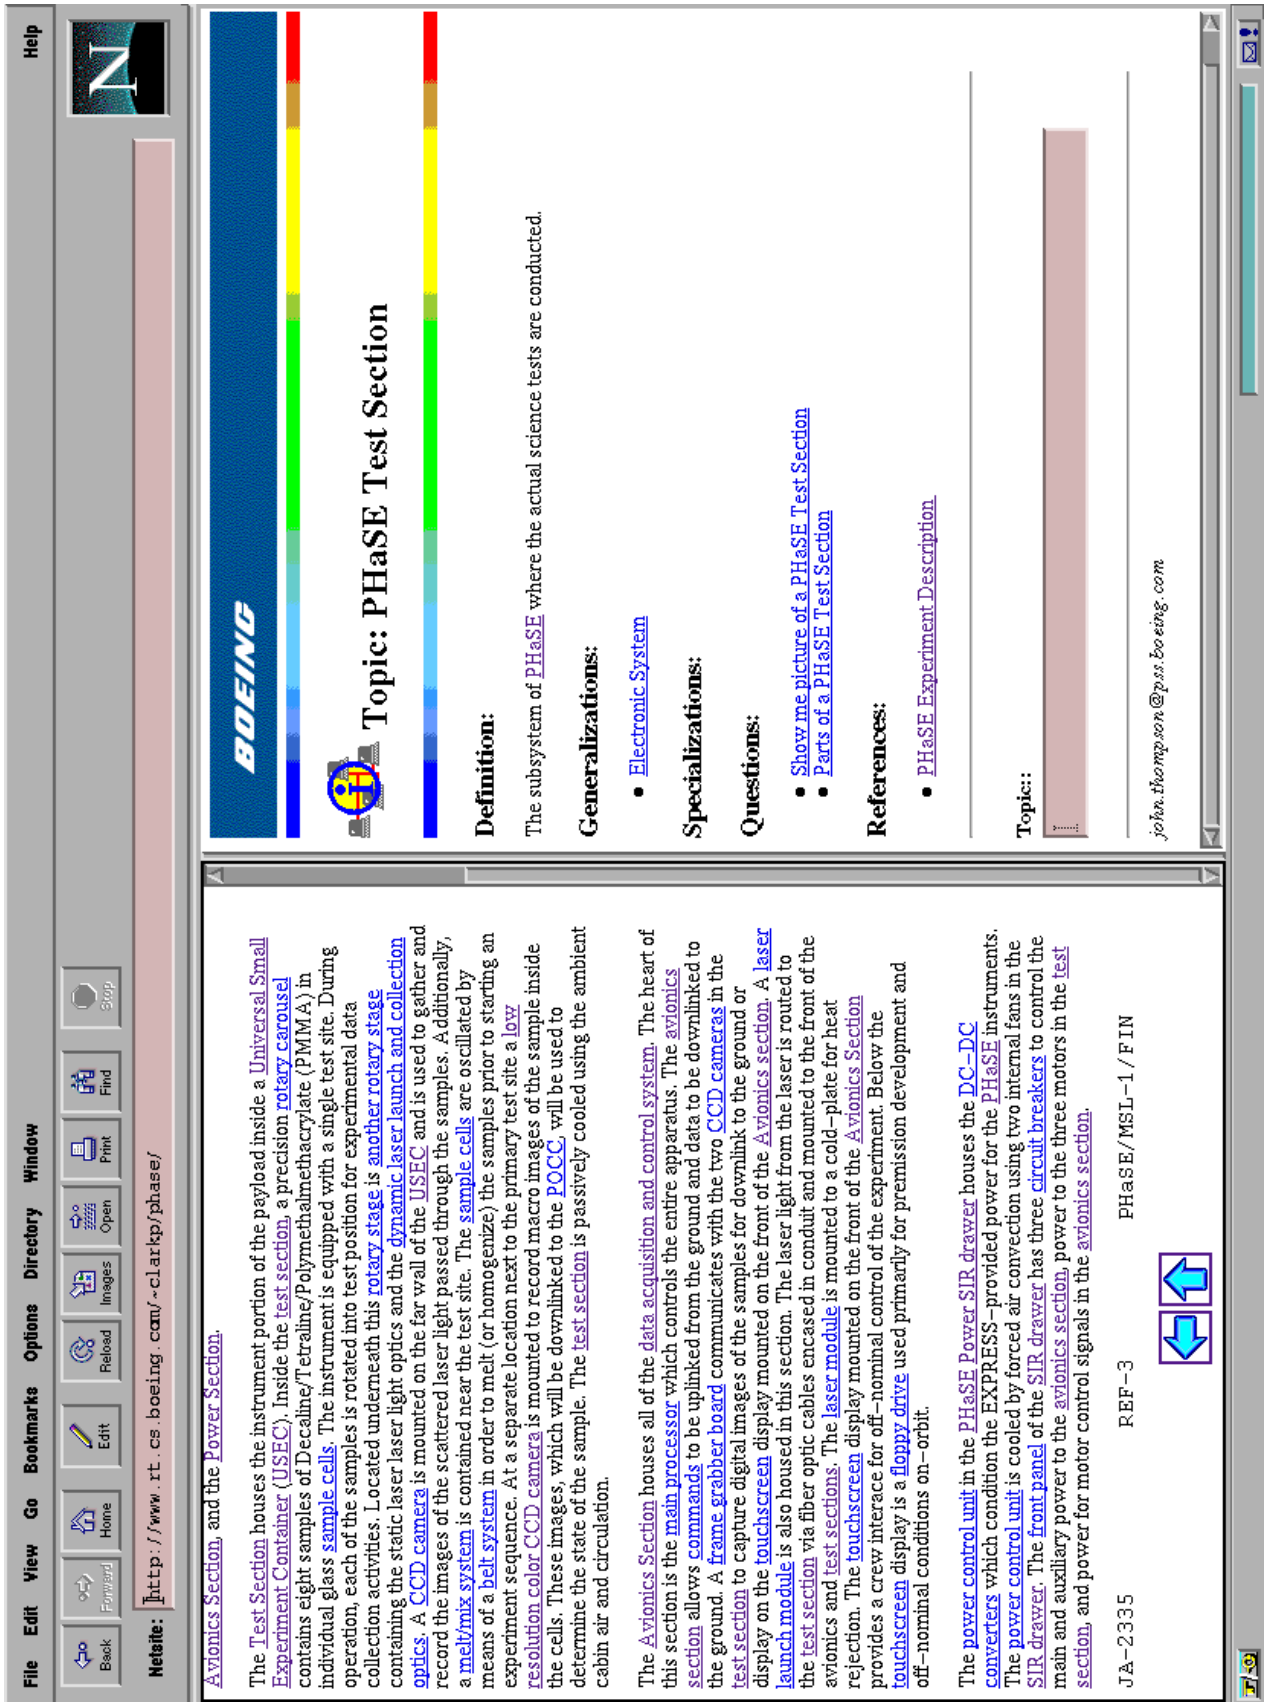 File Edit View Go Bookmarks Options Directory Window Help
Back Forward Home Edit Reload Images Open Print Find Stop
N
Netsite: http://www.rt.cs.boeing.com/~clarkp/phase/
Avionics Section, and the Power Section.
The Test Section houses the instrument portion of the payload inside a Universal Small
Experiment Container (USEC). Inside the test section, a precision rotary carousel
contains eight samples of Decaline/Tetraline/Polymethalmethacrylate (PMMA) in
individual glass sample cells. The instrument is equipped with a single test site. During
operation, each of the samples is rotated into test position for experimental data
collection activities. Located underneath this rotary stage is another rotary stage
containing the static laser light optics and the dynamic laser launch and collection
optics. A CCD camera is mounted on the far wall of the USEC and is used to gather and
record the images of the scattered laser light passed through the samples. Additionally,
a melt/mix system is contained near the test site. The sample cells are oscillated by
means of a belt system in order to melt (or homogenize) the samples prior to starting an
experiment sequence. At a separate location next to the primary test site a low
resolution color CCD camera is mounted to record macro images of the sample inside
the cells. These images, which will be downlinked to the POCC, will be used to
determine the state of the sample. The test section is passively cooled using the ambient
cabin air and circulation.
The Avionics Section houses all of the data acquisition and control system. The heart of
this section is the main processor which controls the entire apparatus. The avionics
section allows commands to be uplinked from the ground and data to be downlinked to
the ground. A frame grabber board communicates with the two CCD cameras in the
test section to capture digital images of the samples for downlink to the ground or
display on the touchscreen display mounted on the front of the Avionics section. A laser
launch module is also housed in this section. The laser light from the laser is routed to
the test section via fiber optic cables encased in conduit and mounted to the front of the
avionics and test sections. The laser module is mounted to a cold-plate for heat
rejection. The touchscreen display mounted on the front of the Avionics Section
provides a crew interace for off-nominal control of the experiment. Below the
touchscreen display is a floppy drive used primarily for premission development and
off-nominal conditions on-orbit.
The power control unit in the PHaSE Power SIR drawer houses the DC-DC
converters which condition the EXPRESS-provided power for the PHaSE instruments.
The power control unit is cooled by forced air convection using two internal fans in the
SIR drawer. The front panel of the SIR drawer has three circuit breakers to control the
main and auxiliary power to the avionics section, power to the three motors in the test
section, and power for motor control signals in the avionics section.
JA-2335 REF-3 PHaSE/MSL-1/FIN
BOEING
i Topic: PHaSE Test Section
Definition:
The subsystem of PHaSE where the actual science tests are conducted.
Generalizations:
• Electronic System
Specializations:
Questions:
• Show me picture of a PHaSE Test Section
• Parts of a PHaSE Test Section
References:
• PHaSE Experiment Description
Topic::
john.thompson@pss.boeing.com